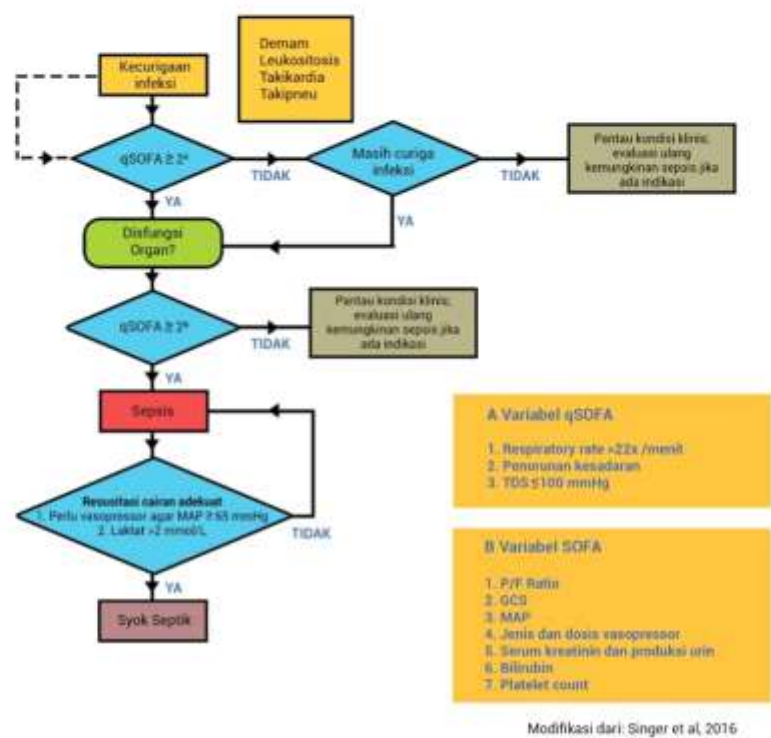 Demam
Leukositosis
Takikardia
Takipneu
Kecurigaan
infeksi
qSOFA ≥ 2ᴬ
TIDAK
Masih curiga
infeksi
TIDAK
Pantau kondisi klinis;
evaluasi ulang
kemungkinan sepsis jika
ada indikasi
YA
YA
Disfungsi
Organ?
qSOFA ≥ 2ᴮ
TIDAK
Pantau kondisi klinis;
evaluasi ulang
kemungkinan sepsis jika
ada indikasi
YA
Sepsis
Resusitasi cairan adekuat
1. Perlu vasopressor agar MAP ≥ 65 mmHg
2. Laktat >2 mmol/L
TIDAK
YA
Syok Septik
A Variabel qSOFA
1. Respiratory rate >22x /menit
2. Penurunan kesadaran
3. TDS ≤100 mmHg
B Variabel SOFA
1. P/F Ratio
2. GCS
3. MAP
4. Jenis dan dosis vasopressor
5. Serum kreatinin dan produksi urin
6. Bilirubin
7. Platelet count
Modifikasi dari: Singer et al, 2016